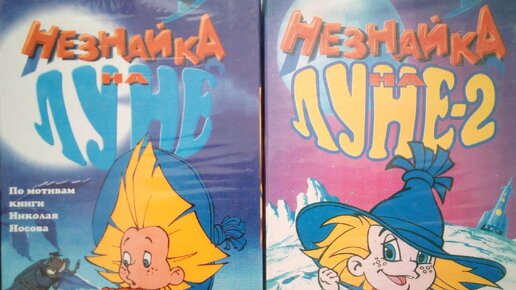 НЕЗНАЙКА
НА
ЛУНЕ
По мотивам
книги
Николая
Носова
НЕЗНАЙКА
НА
ЛУНЕ-2